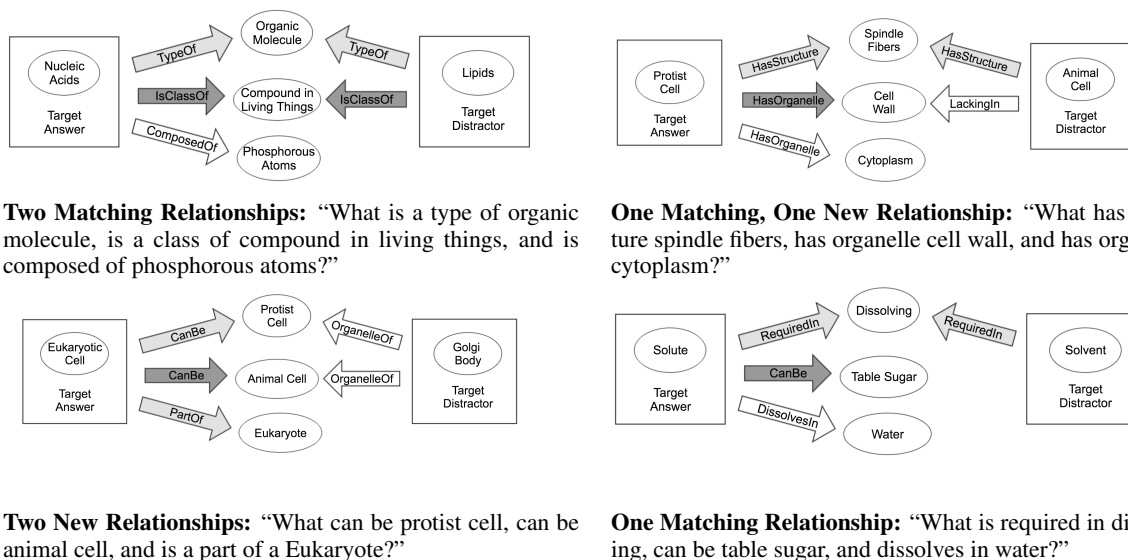 Organic
Molecule
TypeOf
TypeOf
Nucleic
Acids
Lipids
IsClassOf
Compound in
Living Things
IsClassOf
Target
Answer
Target
Distractor
ComposedOf
Phosphorous
Atoms
Two Matching Relationships: “What is a type of organic
molecule, is a class of compound in living things, and is
composed of phosphorous atoms?”
Spindle
Fibers
HasStructure
HasStructure
Protist
Cell
Animal
Cell
HasOrganelle
Cell
Wall
LackingIn
Target
Answer
Target
Distractor
HasOrganelle
Cytoplasm
One Matching, One New Relationship: “What has
ture spindle fibers, has organelle cell wall, and has org
cytoplasm?”
Protist
Cell
CanBe
OrganelleOf
Eukaryotic
Cell
Golgi
Body
CanBe
Animal Cell
OrganelleOf
Target
Answer
Target
Distractor
PartOf
Eukaryote
Two New Relationships: “What can be protist cell, can be
animal cell, and is a part of a Eukaryote?”
Dissolving
RequiredIn
RequiredIn
Solute
Solvent
CanBe
Table Sugar
Target
Answer
Target
Distractor
DissolvesIn
Water
One Matching Relationship: “What is required in di
ing, can be table sugar, and dissolves in water?”